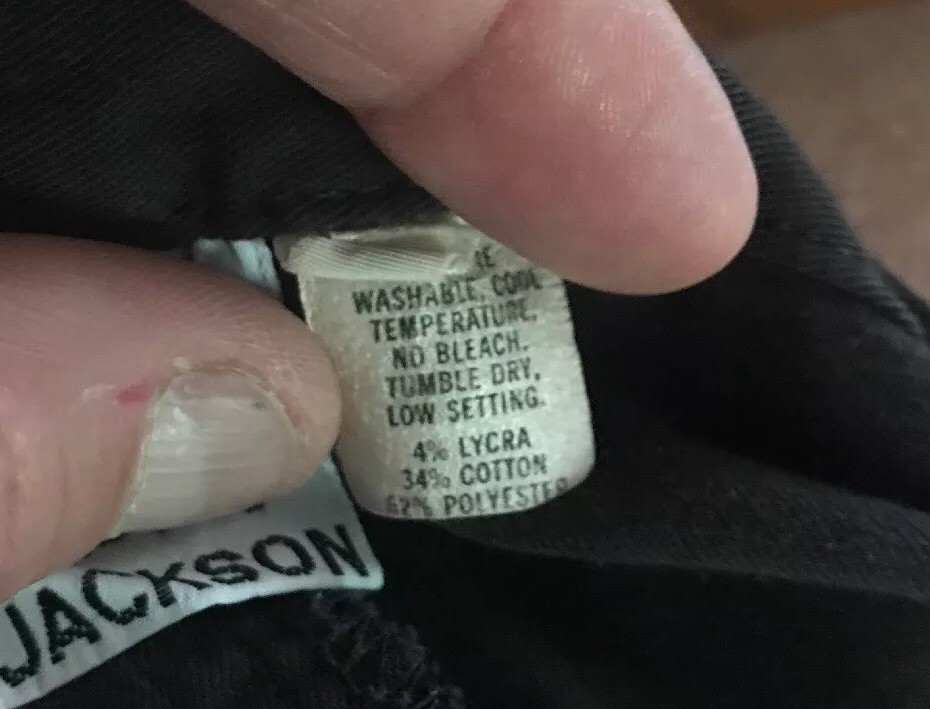 WASHABLE, COOL
TEMPERATURE.
NO BLEACH.
TUMBLE DRY,
LOW SETTING.
4% LYCRA
34% COTTON
62% POLYESTER
JACKSON